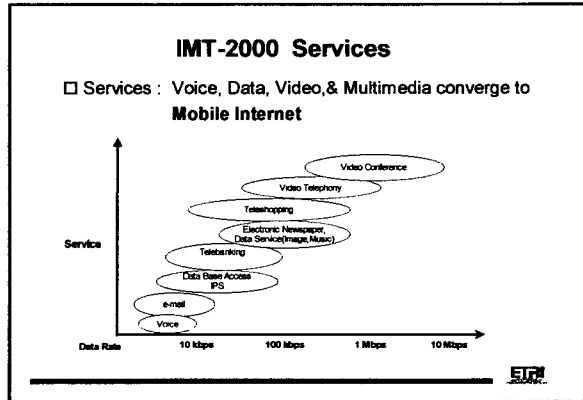 IMT-2000 Services
Services : Voice, Data, Video,& Multimedia converge to
Mobile Internet
Video Conference
Video Telephony
Teleshopping
Electronic Newspaper,
Data Service(Image,Music)
Service
Telebanking
Data Base Access
IPS
e-mail
Voice
Data Rate
10 kbps
100 kbps
1 Mbps
10 Mbps
ETRI